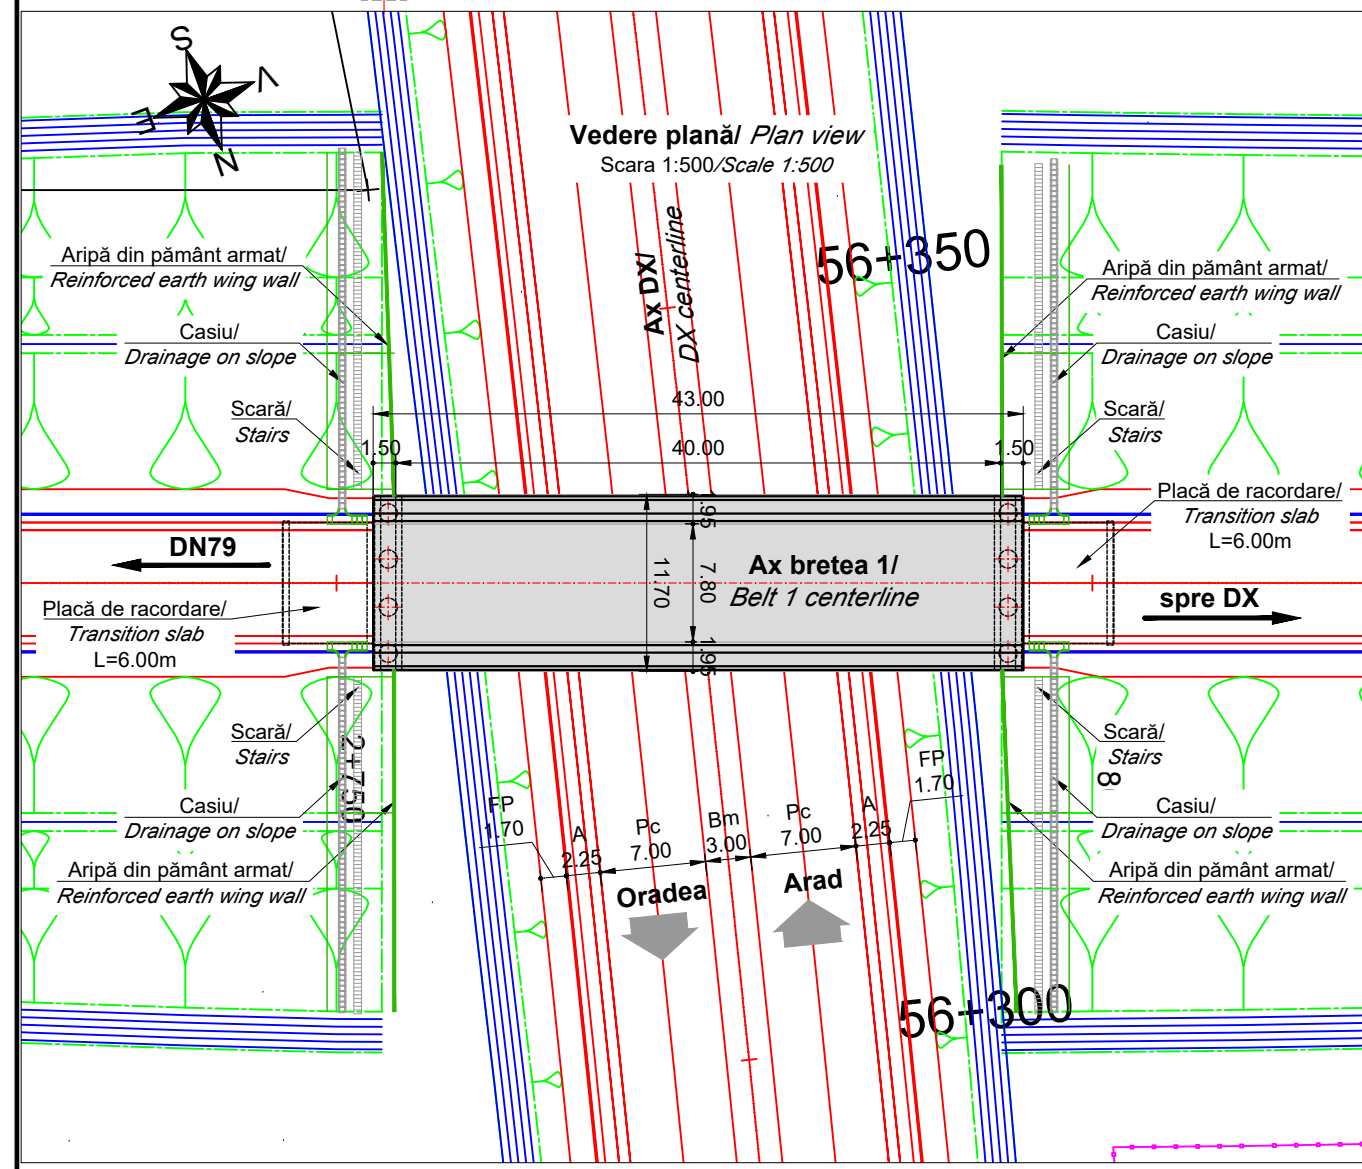 S
V
E
N
Vedere plană/ Plan view
Scara 1:500/Scale 1:500
Ax DX/
DX centerline
56+350
Aripă din pământ armat/
Reinforced earth wing wall
Casiu/
Drainage on slope
Scară/
Stairs
Aripă din pământ armat/
Reinforced earth wing wall
Casiu/
Drainage on slope
Scară/
Stairs
43.00
1.50
40.00
1.50
Placă de racordare/
Transition slab
L=6.00m
DN79
1.95
7.80
11.70
1.95
Ax bretea 1/
Belt 1 centerline
spre DX
Placă de racordare/
Transition slab
L=6.00m
Scară/
Stairs
2+750
Casiu/
Drainage on slope
Aripă din pământ armat/
Reinforced earth wing wall
FP
1.70
A
2.25
Pc
7.00
Bm
3.00
Pc
7.00
A
2.25
FP
1.70
Oradea
Arad
Scară/
Stairs
8
Casiu/
Drainage on slope
Aripă din pământ armat/
Reinforced earth wing wall
56+300